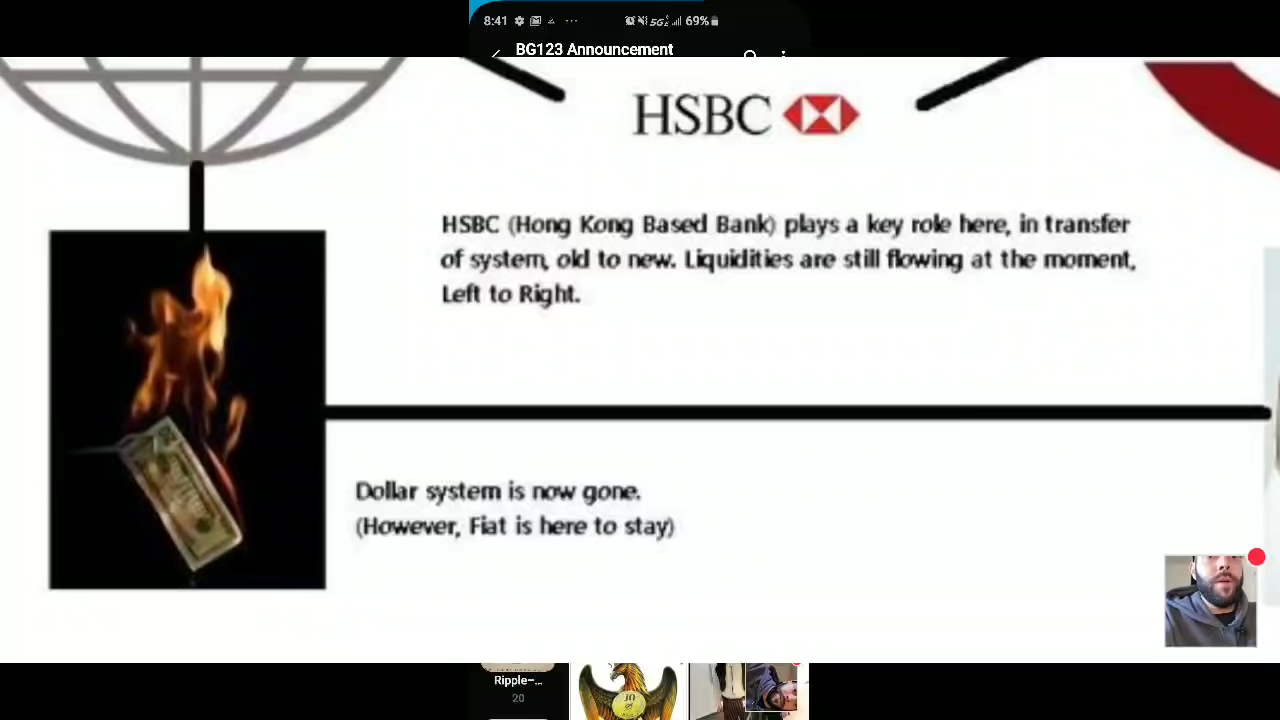 8:41 69%
BG123 Announcement
HSBC
HSBC (Hong Kong Based Bank) plays a key role here, in transfer
of system, old to new. Liquidities are still flowing at the moment,
Left to Right.
Dollar system is now gone.
(However, Fiat is here to stay)
Ripple-...
20